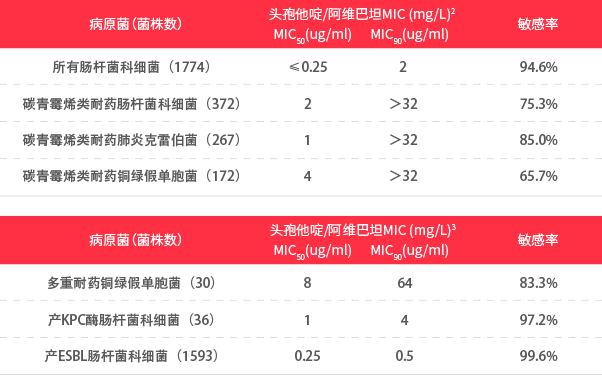 病原菌（菌株数） 头孢他啶/阿维巴坦MIC (mg/L)² 敏感率
MIC50(ug/ml) MIC90(ug/ml)
所有肠杆菌科细菌（1774） ≤0.25 2 94.6%
碳青霉烯类耐药肠杆菌科细菌（372） 2 ＞32 75.3%
碳青霉烯类耐药肺炎克雷伯菌（267） 1 ＞32 85.0%
碳青霉烯类耐药铜绿假单胞菌（172） 4 ＞32 65.7%
病原菌（菌株数） 头孢他啶/阿维巴坦MIC (mg/L)³ 敏感率
MIC50(ug/ml) MIC90(ug/ml)
多重耐药铜绿假单胞菌（30） 8 64 83.3%
产KPC酶肠杆菌科细菌（36） 1 4 97.2%
产ESBL肠杆菌科细菌（1593） 0.25 0.5 99.6%